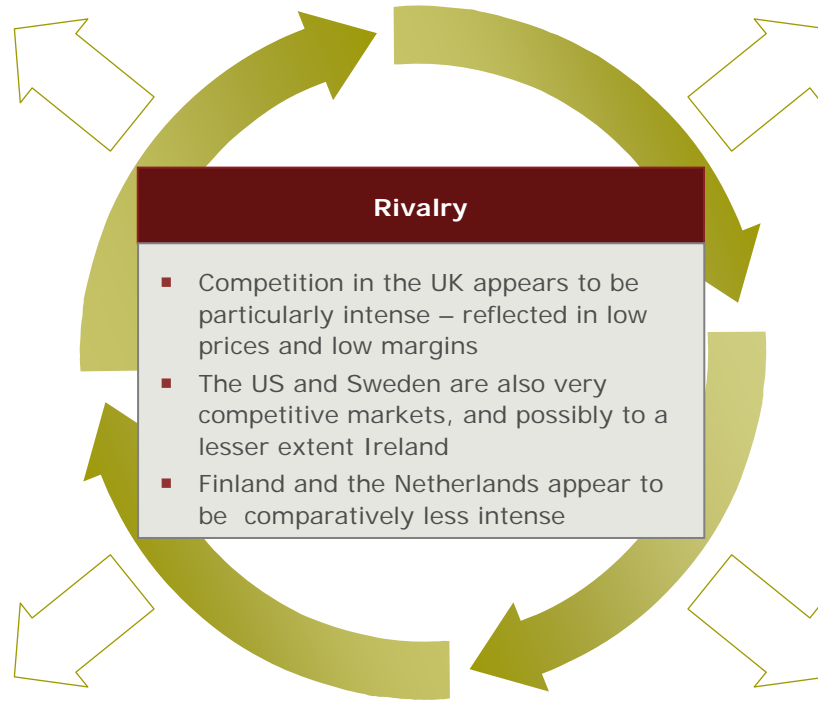 Rivalry
▪ Competition in the UK appears to be
particularly intense – reflected in low
prices and low margins
▪ The US and Sweden are also very
competitive markets, and possibly to a
lesser extent Ireland
▪ Finland and the Netherlands appear to
be  comparatively less intense